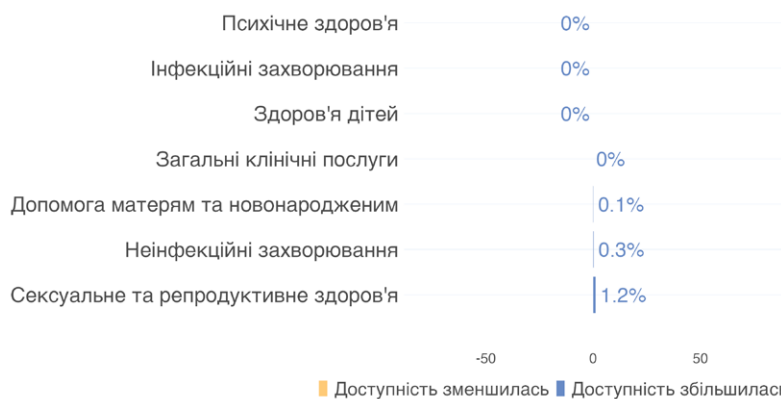 Психічне здоров'я 0%
Інфекційні захворювання 0%
Здоров'я дітей 0%
Загальні клінічні послуги 0%
Допомога матерям та новонародженим 0.1%
Неінфекційні захворювання 0.3%
Сексуальне та репродуктивне здоров'я 1.2%
-50 0 50
Доступність зменшилась Доступність збільшилась